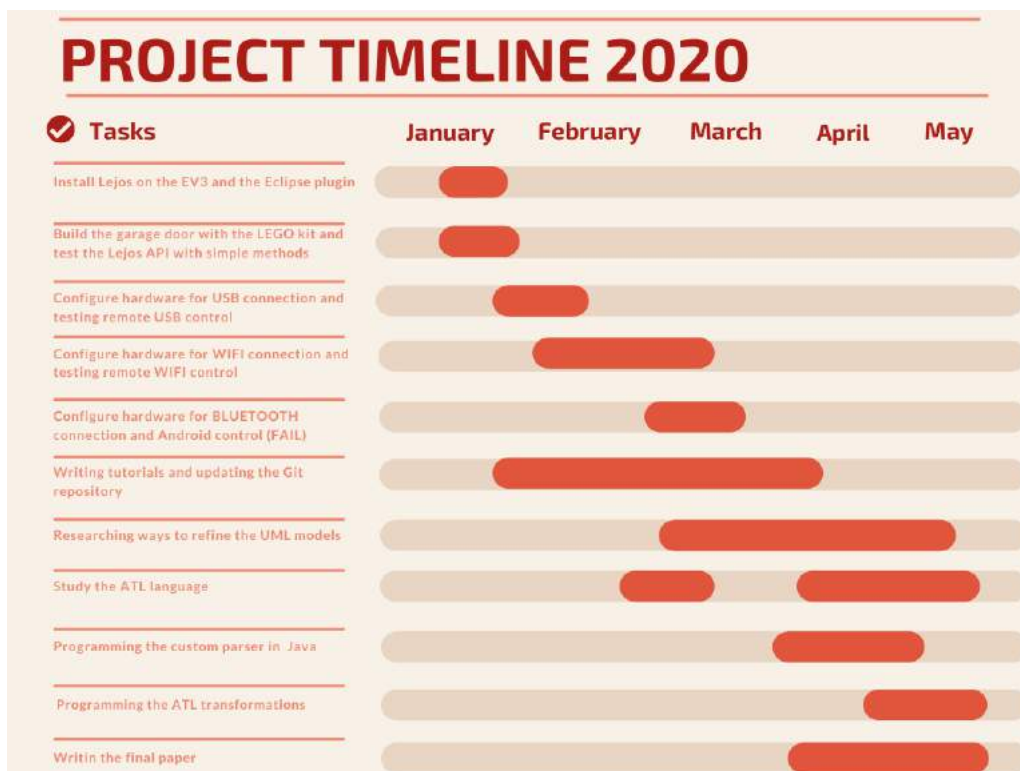 PROJECT TIMELINE 2020
Tasks
January February March April May
Install Lejos on the EV3 and the Eclipse plugin
Build the garage door with the LEGO kit and
test the Lejos API with simple methods
Configure hardware for USB connection and
testing remote USB control
Configure hardware for WIFI connection and
testing remote WIFI control
Configure hardware for BLUETOOTH
connection and Android control (FAIL)
Writing tutorials and updating the Git
repository
Researching ways to refine the UML models
Study the ATL language
Programming the custom parser in Java
Programming the ATL transformations
Writin the final paper